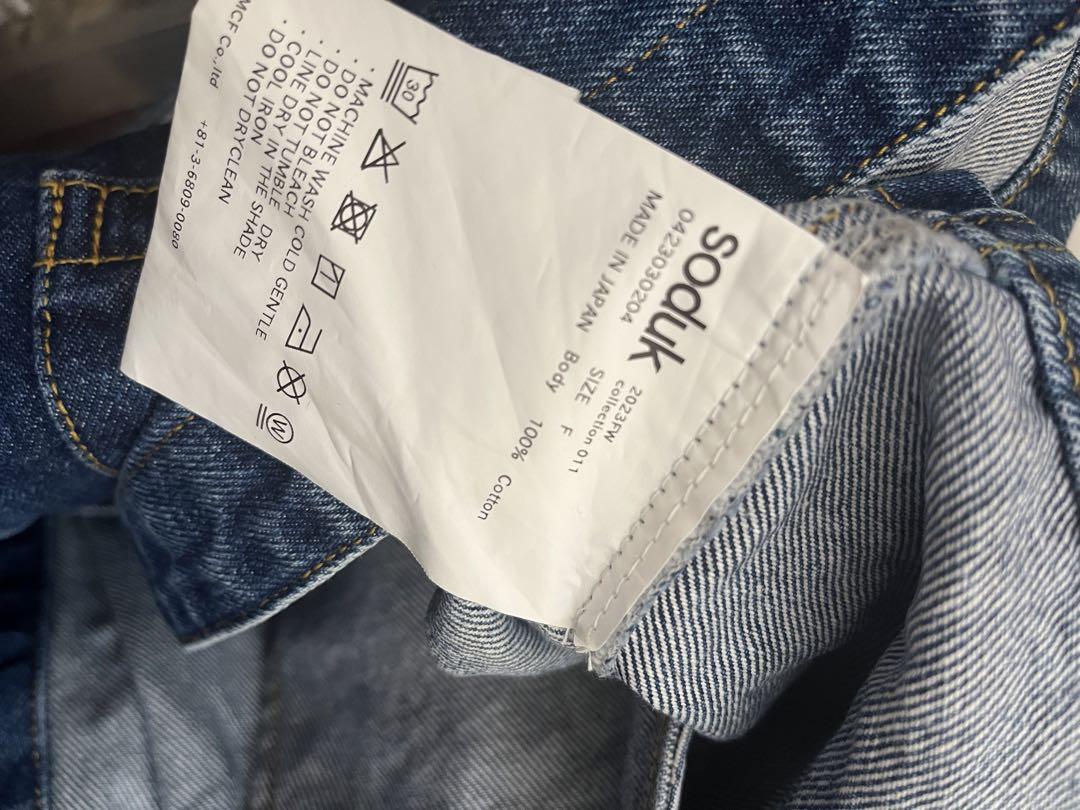 soduk
2023FW
collection 011
0423030204
SIZE F
MADE IN JAPAN
Body 100% Cotton
30
W
· MACHINE WASH COLD GENTLE
· DO NOT BLEACH
· DO NOT TUMBLE DRY
· LINE DRY IN THE SHADE
· COOL IRON
· DO NOT DRYCLEAN
MCF Co.,ltd +81-3-6809-0080